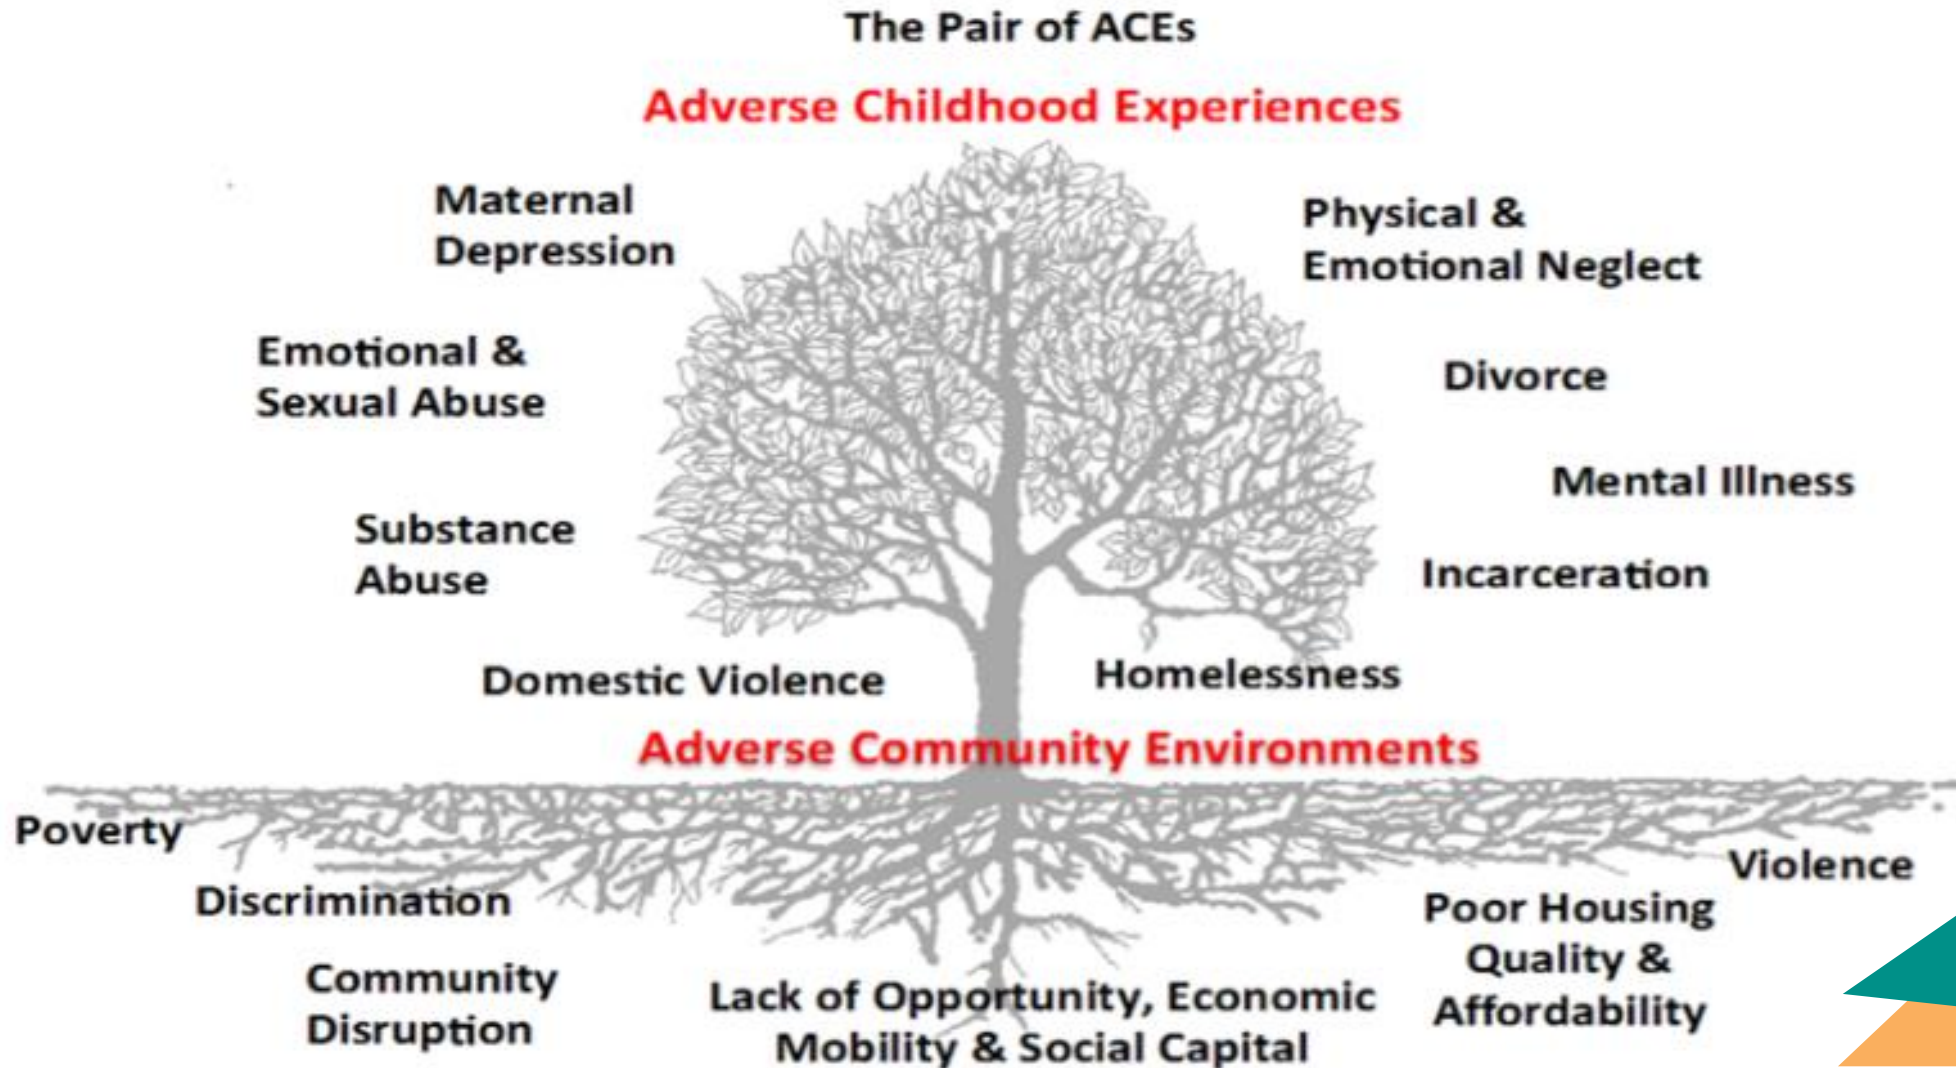 The Pair of ACEs
Adverse Childhood Experiences
Maternal
Depression
Physical &
Emotional Neglect
Emotional &
Sexual Abuse
Divorce
Mental Illness
Substance
Abuse
Incarceration
Domestic Violence
Homelessness
Adverse Community Environments
Poverty
Violence
Discrimination
Poor Housing
Quality &
Affordability
Community
Disruption
Lack of Opportunity, Economic
Mobility & Social Capital